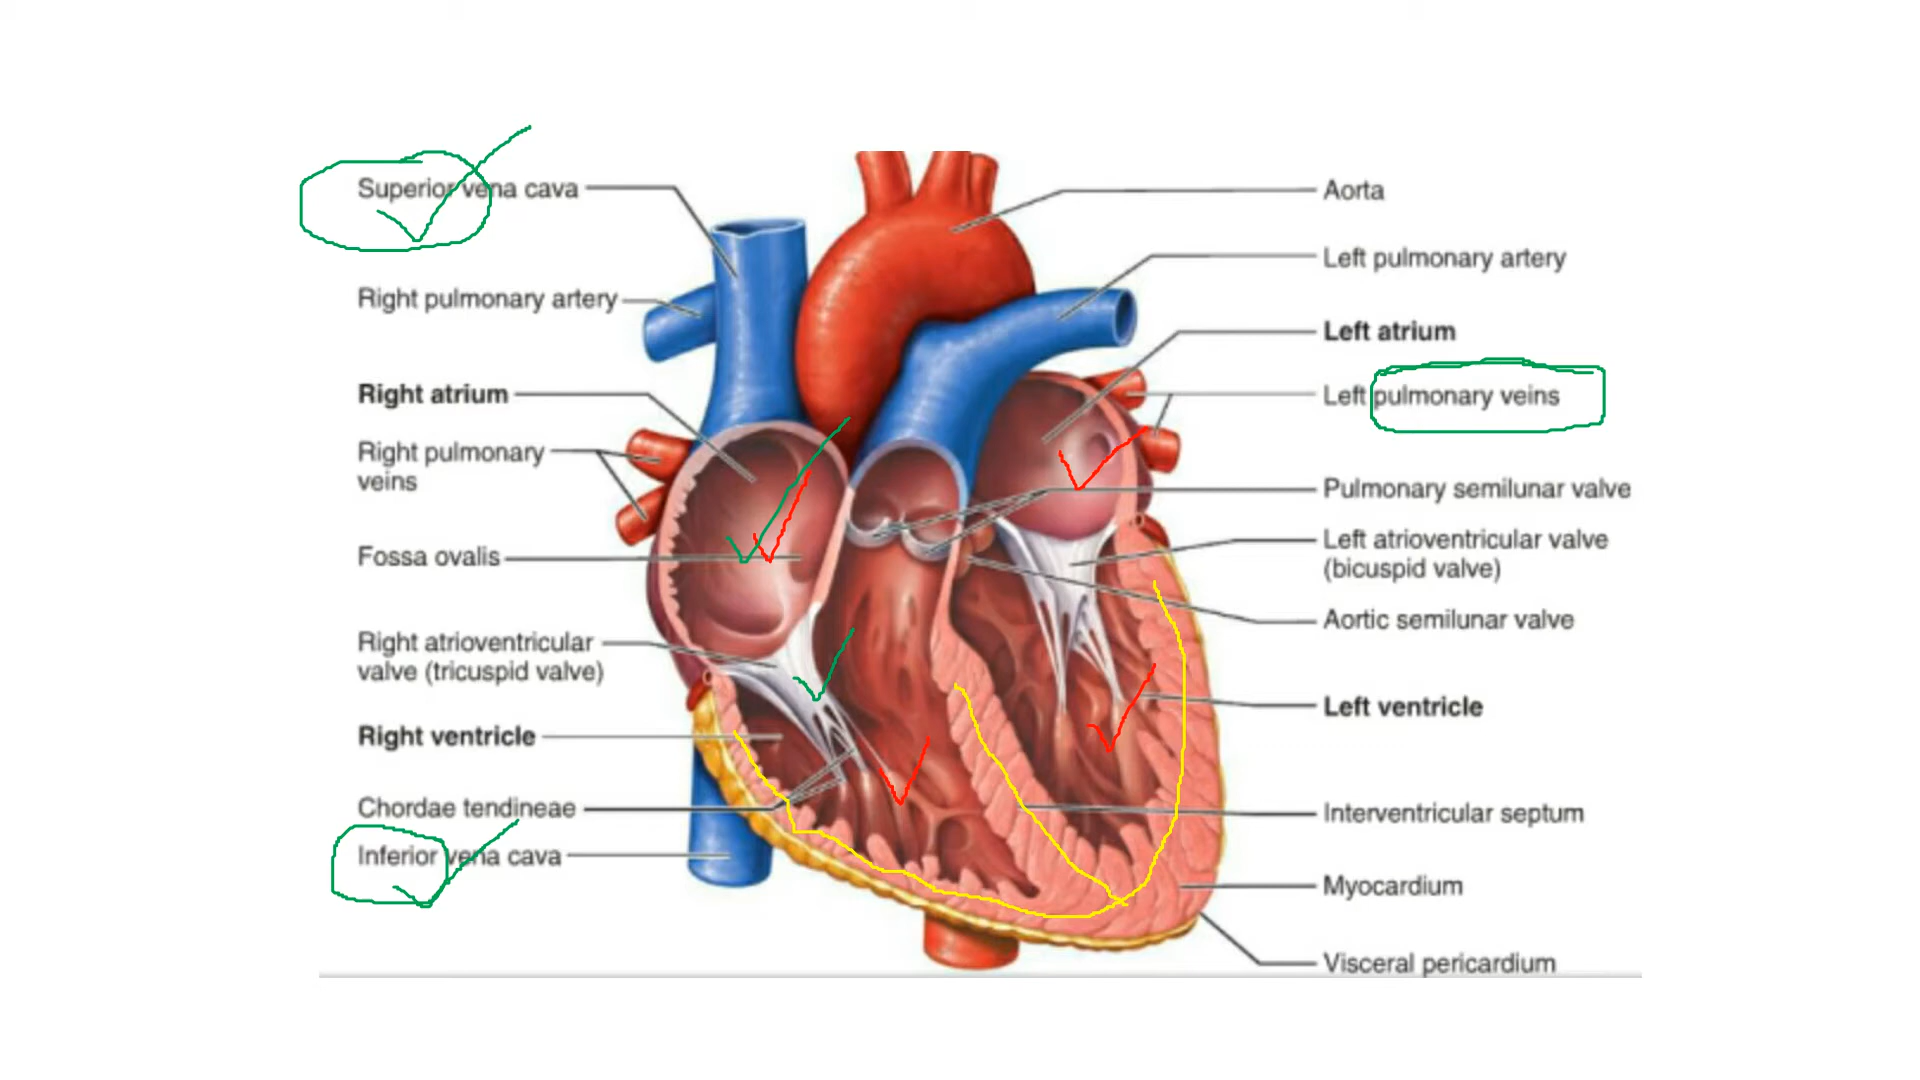 Superior vena cava
Right pulmonary artery
Right atrium
Right pulmonary
veins
Fossa ovalis
Right atrioventricular
valve (tricuspid valve)
Right ventricle
Chordae tendineae
Inferior vena cava
Aorta
Left pulmonary artery
Left atrium
Left pulmonary veins
Pulmonary semilunar valve
Left atrioventricular valve
(bicuspid valve)
Aortic semilunar valve
Left ventricle
Interventricular septum
Myocardium
Visceral pericardium